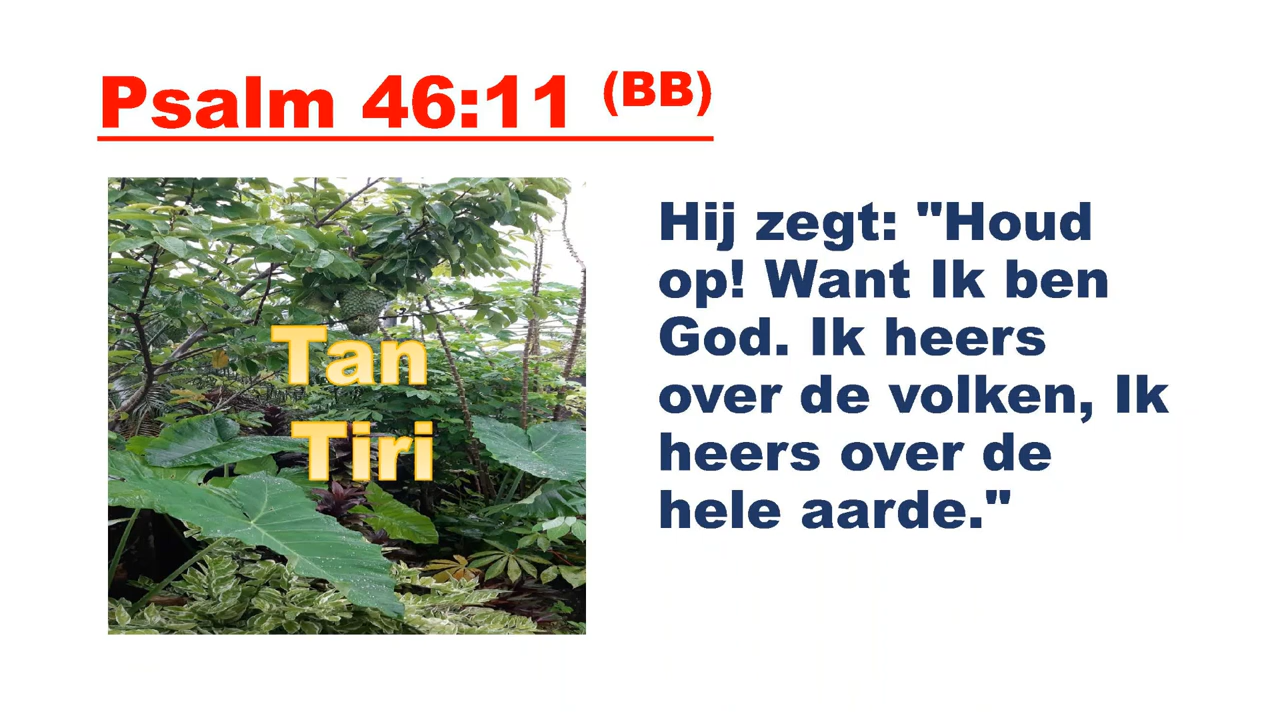 Psalm 46:11 (BB)
Tan
Tiri
Hij zegt: "Houd
op! Want Ik ben
God. Ik heers
over de volken, Ik
heers over de
hele aarde."